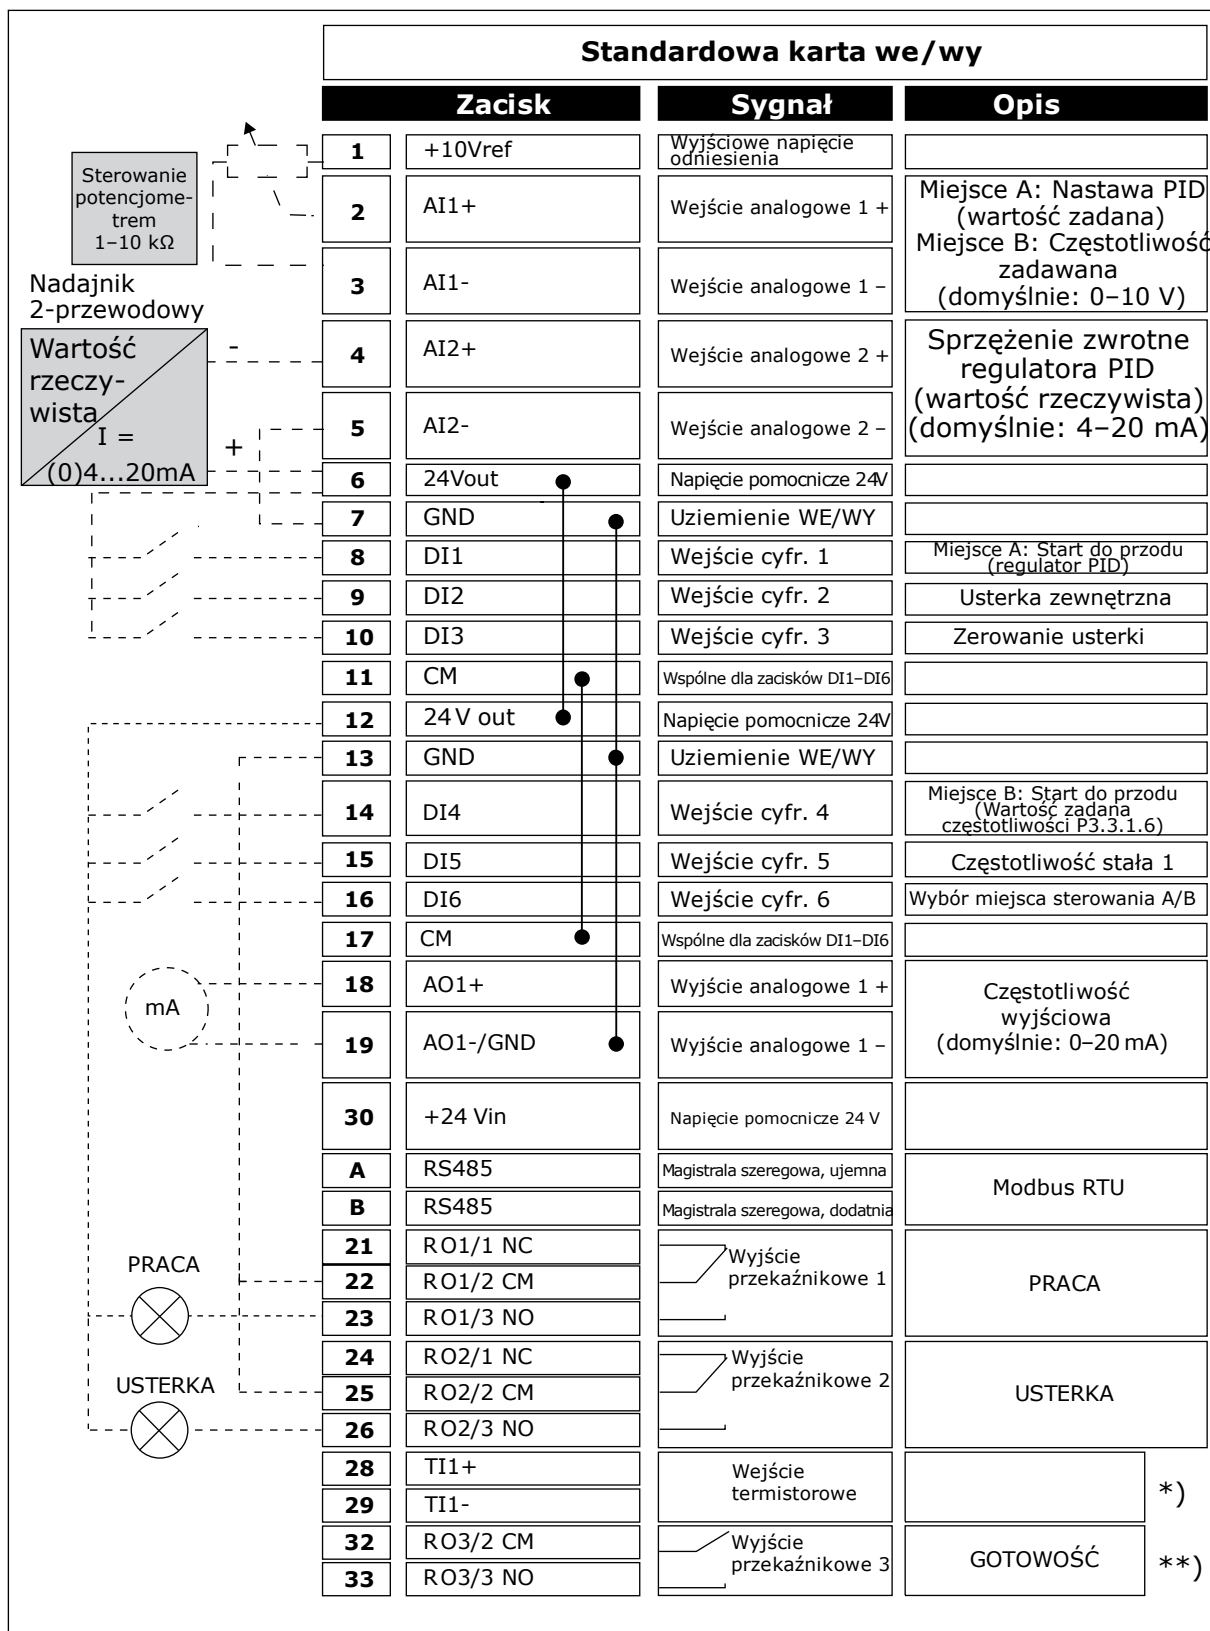 Standardowa karta we/wy
Zacisk Sygnał Opis
Sterowanie
potencjome-
trem
1–10 kΩ
Nadajnik
2-przewodowy
Wartość
rzeczy-
wista
I =
(0)4...20mA
-
+
1 +10Vref Wyjściowe napięcie
odniesienia
2 AI1+ Wejście analogowe 1 +
3 AI1- Wejście analogowe 1 –
Miejsce A: Nastawa PID
(wartość zadana)
Miejsce B: Częstotliwość
zadawana
(domyślnie: 0–10 V)
4 AI2+ Wejście analogowe 2 +
5 AI2- Wejście analogowe 2 –
Sprzężenie zwrotne
regulatora PID
(wartość rzeczywista)
(domyślnie: 4–20 mA)
6 24Vout Napięcie pomocnicze 24V
7 GND Uziemienie WE/WY
8 DI1 Wejście cyfr. 1 Miejsce A: Start do przodu
(regulator PID)
9 DI2 Wejście cyfr. 2 Usterka zewnętrzna
10 DI3 Wejście cyfr. 3 Zerowanie usterki
11 CM Wspólne dla zacisków DI1–DI6
12 24 V out Napięcie pomocnicze 24V
13 GND Uziemienie WE/WY
14 DI4 Wejście cyfr. 4 Miejsce B: Start do przodu
(Wartość zadana
częstotliwości P3.3.1.6)
15 DI5 Wejście cyfr. 5 Częstotliwość stała 1
16 DI6 Wejście cyfr. 6 Wybór miejsca sterowania A/B
17 CM Wspólne dla zacisków DI1–DI6
mA
18 AO1+ Wyjście analogowe 1 +
19 AO1-/GND Wyjście analogowe 1 –
Częstotliwość
wyjściowa
(domyślnie: 0–20 mA)
30 +24 Vin Napięcie pomocnicze 24 V
A RS485 Magistrala szeregowa, ujemna
B RS485 Magistrala szeregowa, dodatnia
Modbus RTU
PRACA
21 RO1/1 NC
22 RO1/2 CM
23 RO1/3 NO
Wyjście
przekaźnikowe 1
PRACA
USTERKA
24 RO2/1 NC
25 RO2/2 CM
26 RO2/3 NO
Wyjście
przekaźnikowe 2
USTERKA
28 TI1+
29 TI1-
Wejście
termistorowe
*)
32 RO3/2 CM
33 RO3/3 NO
Wyjście
przekaźnikowe 3
GOTOWOŚĆ **)